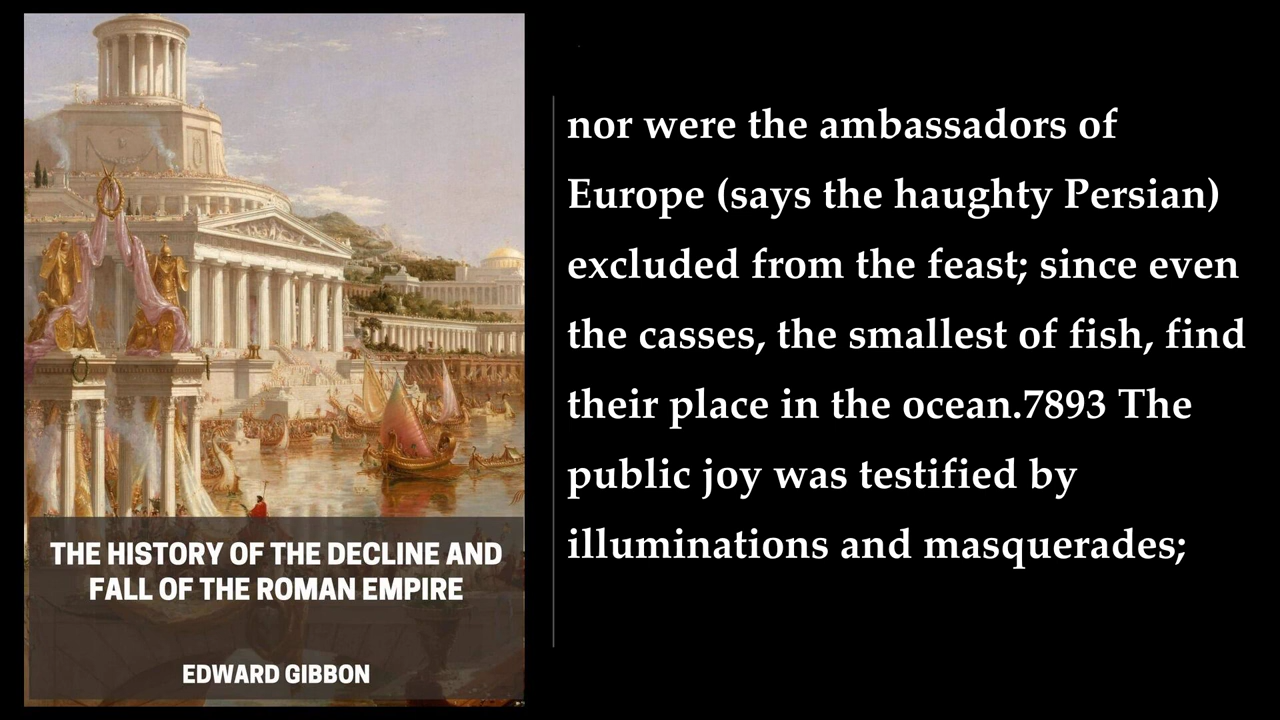 THE HISTORY OF THE DECLINE AND
FALL OF THE ROMAN EMPIRE
EDWARD GIBBON
nor were the ambassadors of
Europe (says the haughty Persian)
excluded from the feast; since even
the casses, the smallest of fish, find
their place in the ocean.7893 The
public joy was testified by
illuminations and masquerades;